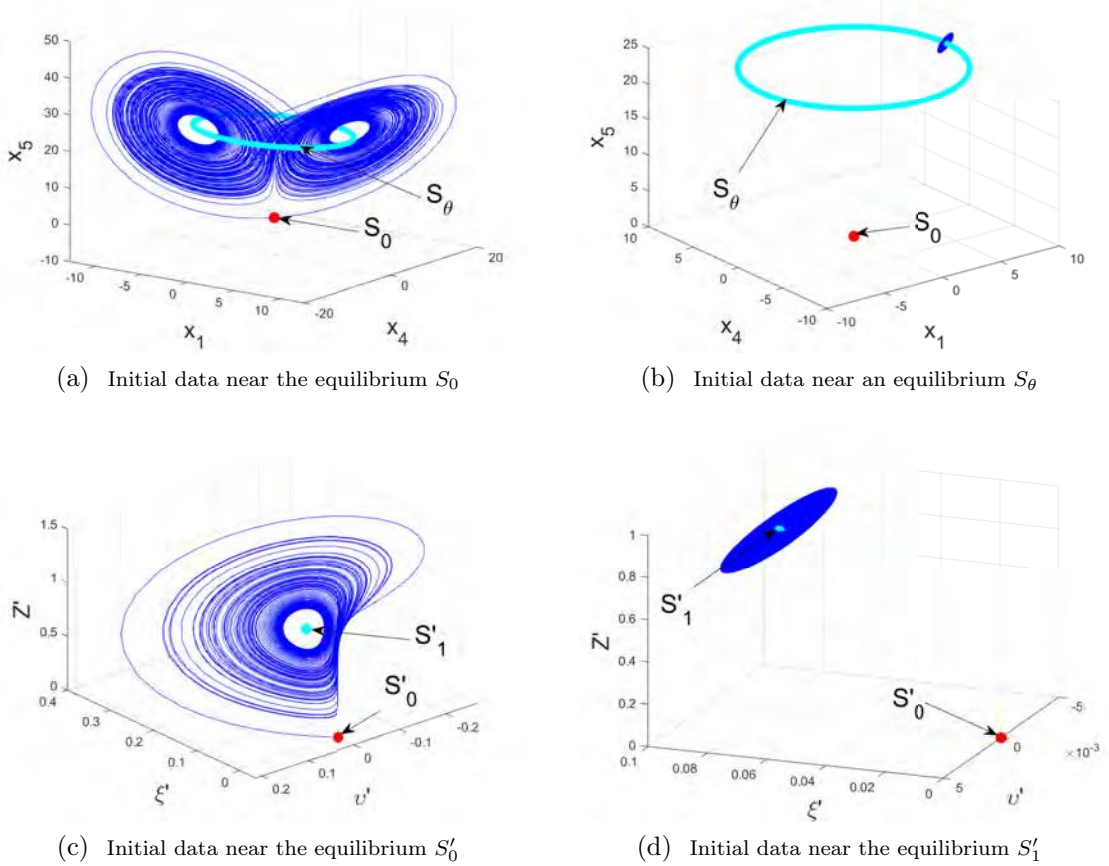 50
40
30
20
10
0
-10
x₅
-10
-5
0
5
10
x₁
-20
0
20
x₄
S_θ
S₀
(a) Initial data near the equilibrium S₀
25
20
15
10
5
0
x₅
10
5
0
-5
-10
x₄
-10
-5
0
5
10
x₁
S_θ
S₀
(b) Initial data near an equilibrium S_θ
1.5
1
0.5
0
Z'
0.4
0.3
0.2
0.1
0
ξ'
0.2
0.1
0
-0.1
-0.2
υ'
S'₁
S'₀
(c) Initial data near the equilibrium S'₀
1
0.8
0.6
0.4
0.2
0
Z'
0.1
0.08
0.06
0.04
0.02
0
ξ'
5
0
-5
×10⁻³
υ'
S'₁
S'₀
(d) Initial data near the equilibrium S'₁